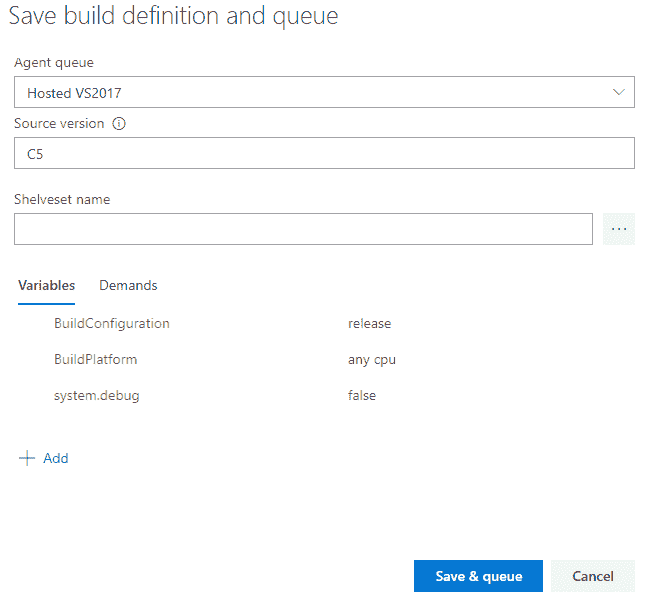 Save build definition and queue
Agent queue
Hosted VS2017
Source version
C5
Shelveset name
...
Variables Demands
BuildConfiguration release
BuildPlatform any cpu
system.debug false
+ Add
Save & queue Cancel